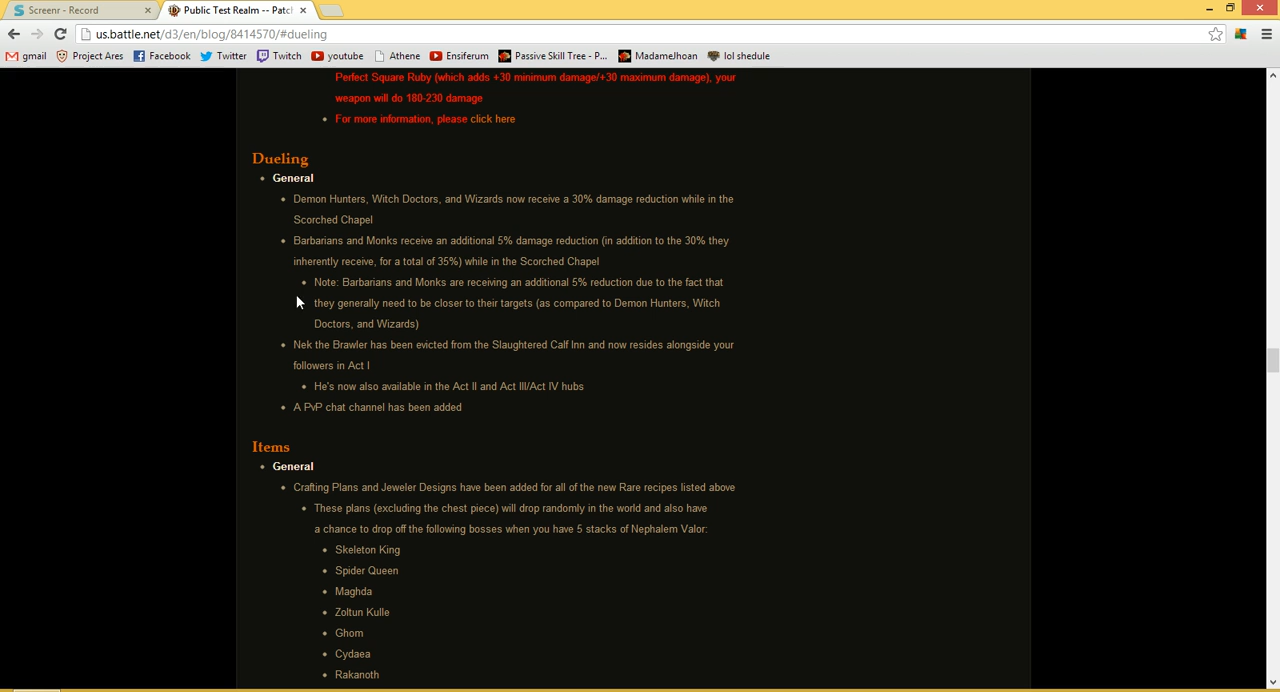 Screenr - Record
Public Test Realm -- Patch
us.battle.net/d3/en/blog/8414570/#dueling
gmail Project Ares Facebook Twitter Twitch youtube Athene Ensiferum Passive Skill Tree - P... MadameJhoan lol shedule
Perfect Square Ruby (which adds +30 minimum damage/+30 maximum damage), your
weapon will do 180-230 damage
For more information, please click here
Dueling
General
Demon Hunters, Witch Doctors, and Wizards now receive a 30% damage reduction while in the
Scorched Chapel
Barbarians and Monks receive an additional 5% damage reduction (in addition to the 30% they
inherently receive, for a total of 35%) while in the Scorched Chapel
Note: Barbarians and Monks are receiving an additional 5% reduction due to the fact that
they generally need to be closer to their targets (as compared to Demon Hunters, Witch
Doctors, and Wizards)
Nek the Brawler has been evicted from the Slaughtered Calf Inn and now resides alongside your
followers in Act I
He's now also available in the Act II and Act III/Act IV hubs
A PvP chat channel has been added
Items
General
Crafting Plans and Jeweler Designs have been added for all of the new Rare recipes listed above
These plans (excluding the chest piece) will drop randomly in the world and also have
a chance to drop off the following bosses when you have 5 stacks of Nephalem Valor:
Skeleton King
Spider Queen
Maghda
Zoltun Kulle
Ghom
Cydaea
Rakanoth